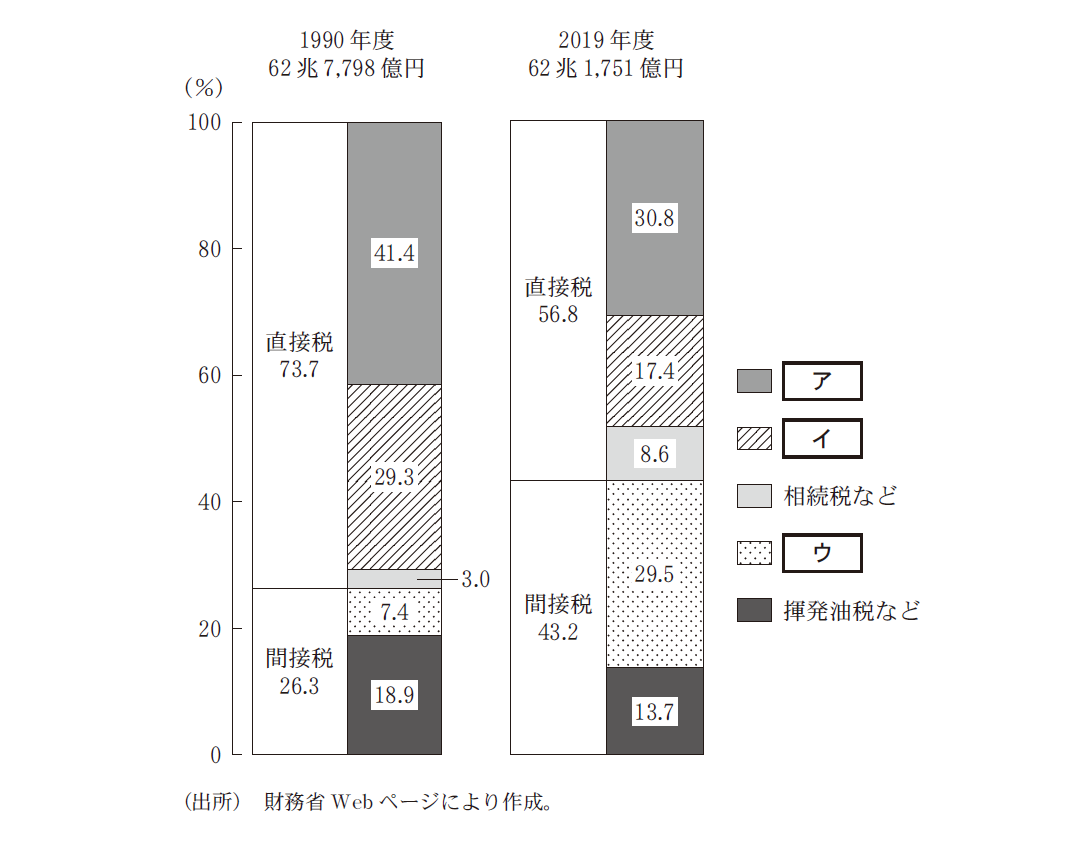 1990 年度
62 兆 7,798 億円
2019 年度
62 兆 1,751 億円
(%)
100
80
60
40
20
0
直接税
73.7
間接税
26.3
41.4
29.3
3.0
7.4
18.9
直接税
56.8
間接税
43.2
30.8
17.4
8.6
29.5
13.7
ア
イ
相続税など
ウ
揮発油税など
(出所) 財務省 Web ページにより作成。